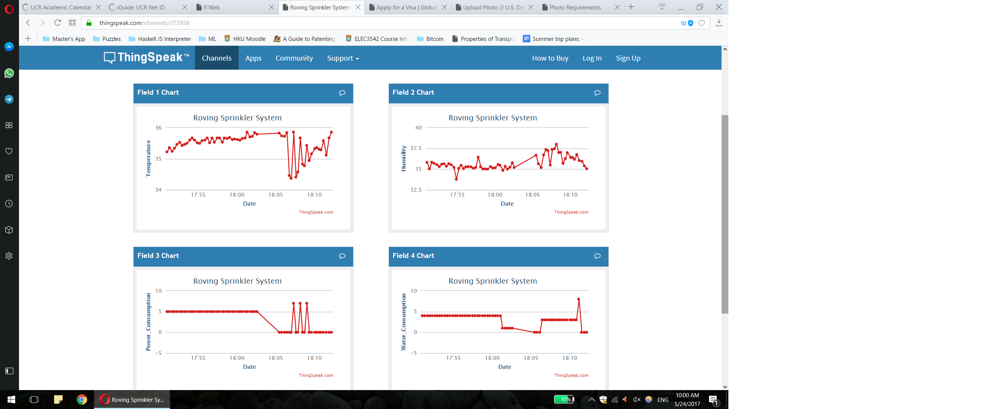 UCR Academic Calendar
iGuide: UCR Net ID
R'Web
Roving Sprinkler System
Apply for a Visa | Global
Upload Photo // U.S. De
Photo Requirements
thingspeak.com/channels/273958
10
Master's App
Puzzles
Haskell JS Interpreter
ML
HKU Moodle
A Guide to Patenting
ELEC3542 Course Info
Bitcoin
Properties of Transpo
Summer trip plans: -
ThingSpeak™
Channels
Apps
Community
Support
How to Buy
Log In
Sign Up
Field 1 Chart
Roving Sprinkler System
Temperature
36
35
34
17:55 18:00 18:05 18:10
Date
ThingSpeak.com
Field 2 Chart
Roving Sprinkler System
Humidity
40
37.5
35
32.5
17:55 18:00 18:05 18:10
Date
ThingSpeak.com
Field 3 Chart
Roving Sprinkler System
Power_Consumption
10
5
0
-5
17:55 18:00 18:05 18:10
Date
ThingSpeak.com
Field 4 Chart
Roving Sprinkler System
Water_Consumption
10
5
0
-5
17:55 18:00 18:05 18:10
Date
ThingSpeak.com
Roving Sprinkler Sy...
95%
ENG
10:00 AM
5/24/2017
1